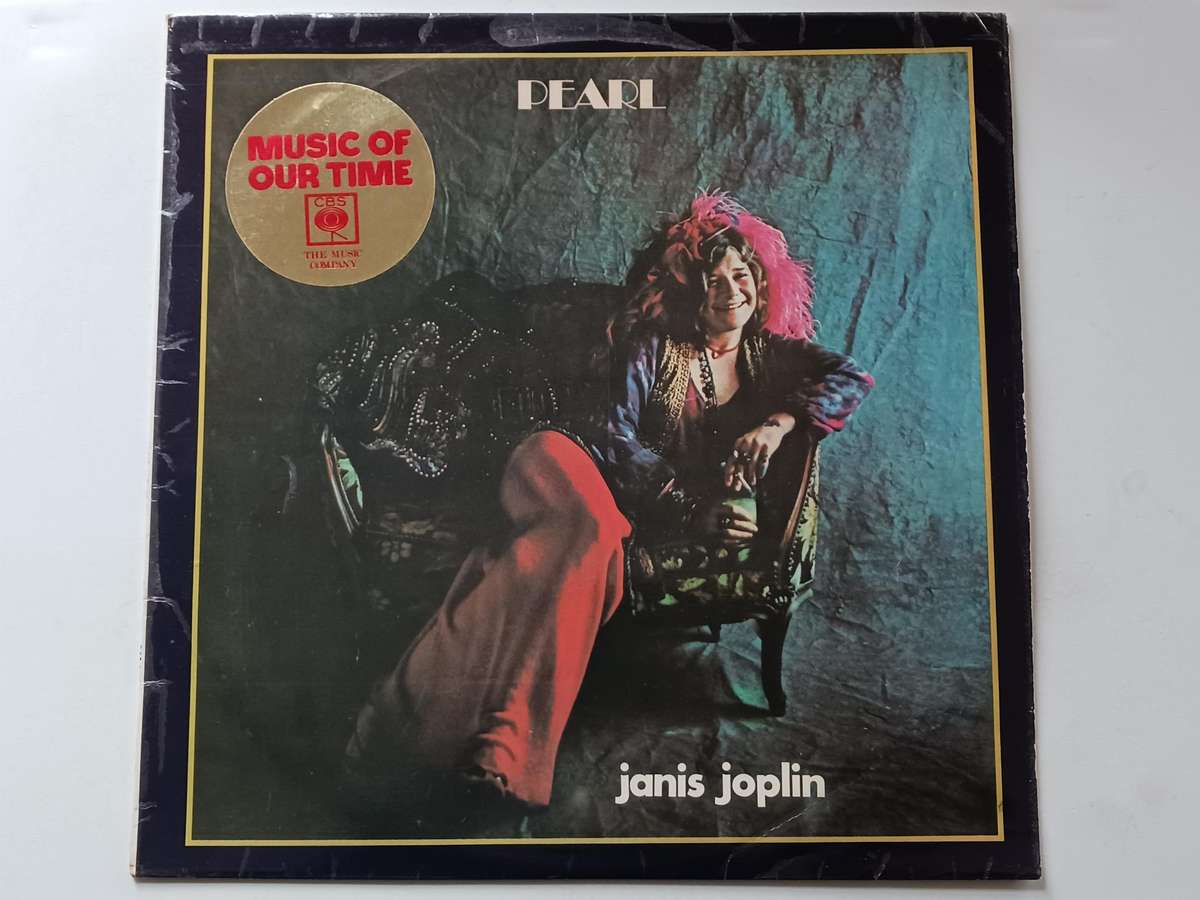 PEARL
MUSIC OF
OUR TIME
CBS
THE MUSIC
COMPANY
janis joplin